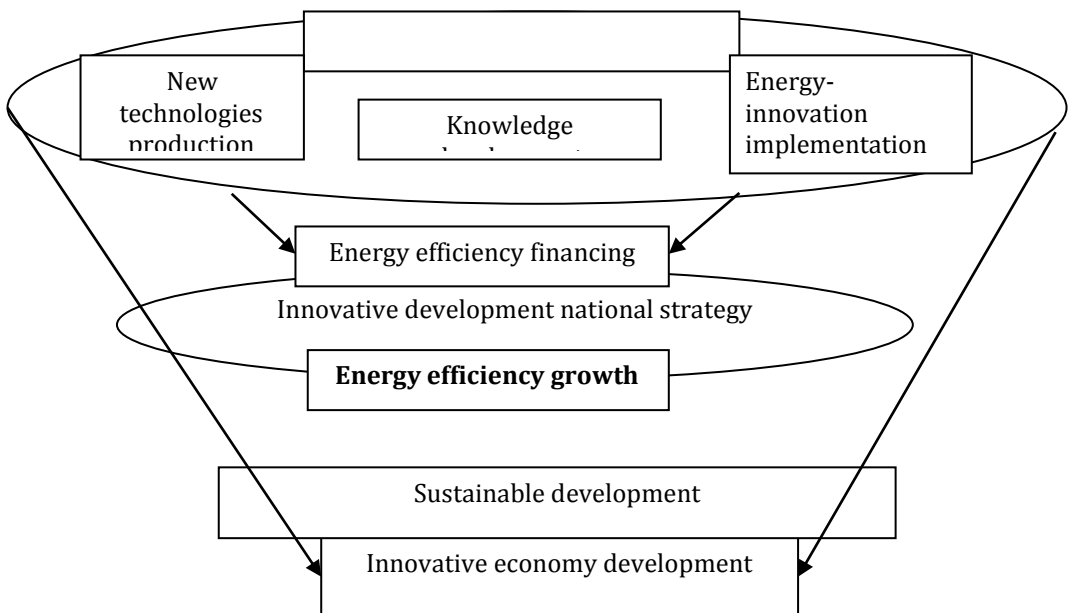 New
technologies
production
Knowledge
Energy-
innovation
implementation
Energy efficiency financing
Innovative development national strategy
Energy efficiency growth
Sustainable development
Innovative economy development